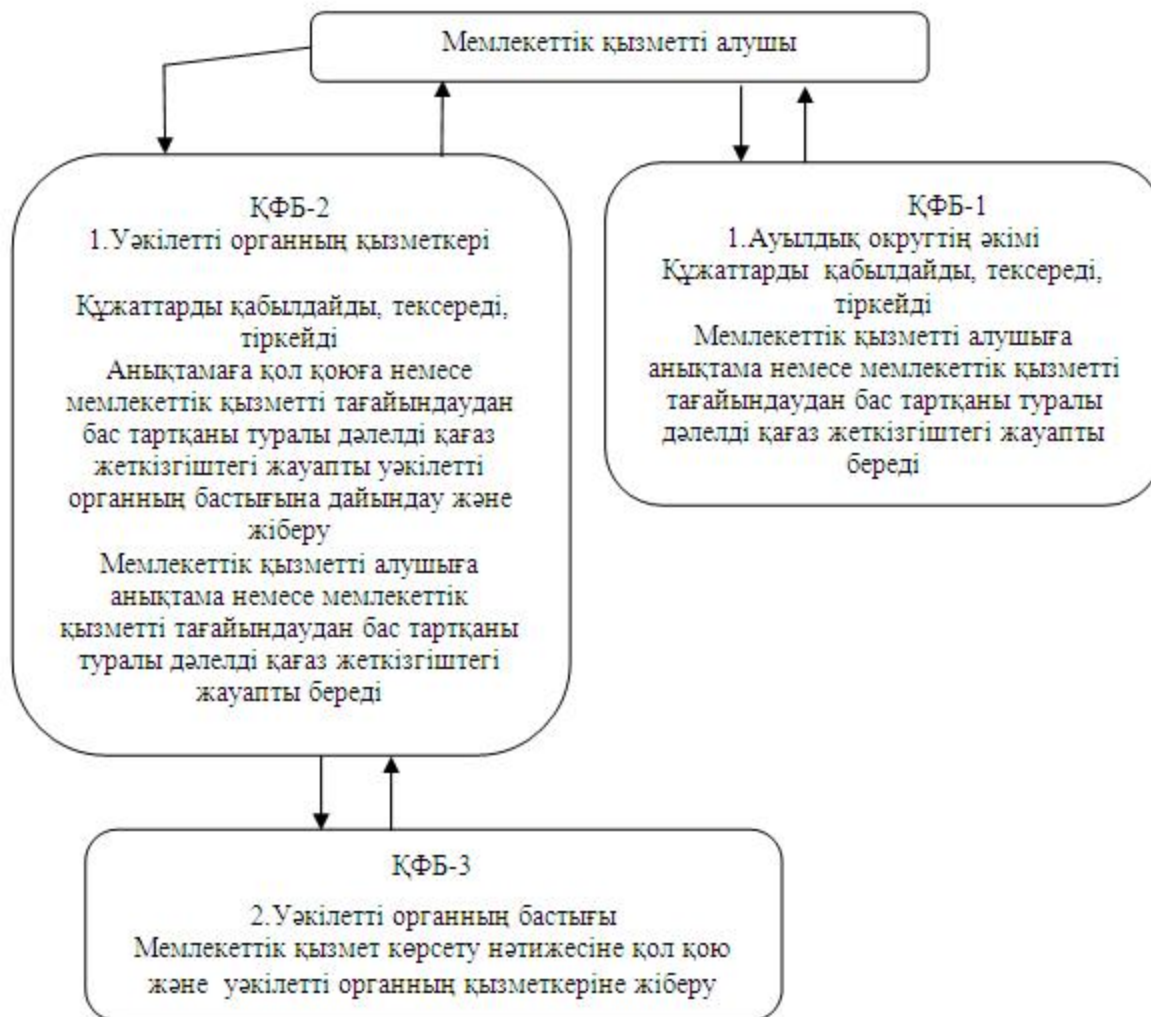 Мемлекеттік қызметті алушы
ҚФБ-2
1.Уәкілетті органның қызметкері
Құжаттарды қабылдайды, тексереді,
тіркейді
Анықтамаға қол қоюға немесе
мемлекеттік қызметті тағайындаудан
бас тартқаны туралы дәлелді қағаз
жеткізгіштегі жауапты уәкілетті
органның бастығына дайындау және
жіберу
Мемлекеттік қызметті алушыға
анықтама немесе мемлекеттік
қызметті тағайындаудан бас тартқаны
туралы дәлелді қағаз жеткізгіштегі
жауапты береді
ҚФБ-1
1.Ауылдық округтің әкімі
Құжаттарды қабылдайды, тексереді,
тіркейді
Мемлекеттік қызметті алушыға
анықтама немесе мемлекеттік қызметті
тағайындаудан бас тартқаны туралы
дәлелді қағаз жеткізгіштегі жауапты
береді
ҚФБ-3
2.Уәкілетті органның бастығы
Мемлекеттік қызмет көрсету нәтижесіне қол қою
және уәкілетті органның қызметкеріне жіберу